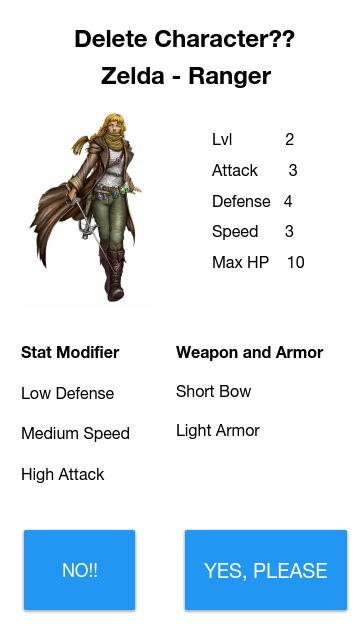 Delete Character??
Zelda - Ranger
Lvl 2
Attack 3
Defense 4
Speed 3
Max HP 10
Stat Modifier
Low Defense
Medium Speed
High Attack
Weapon and Armor
Short Bow
Light Armor
NO!!
YES, PLEASE